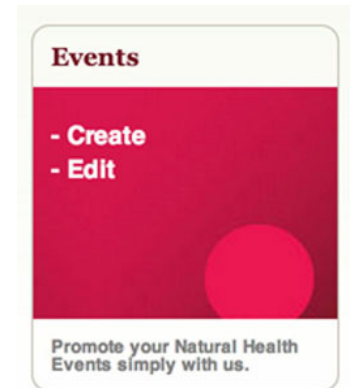 Events
- Create
- Edit
Promote your Natural Health
Events simply with us.